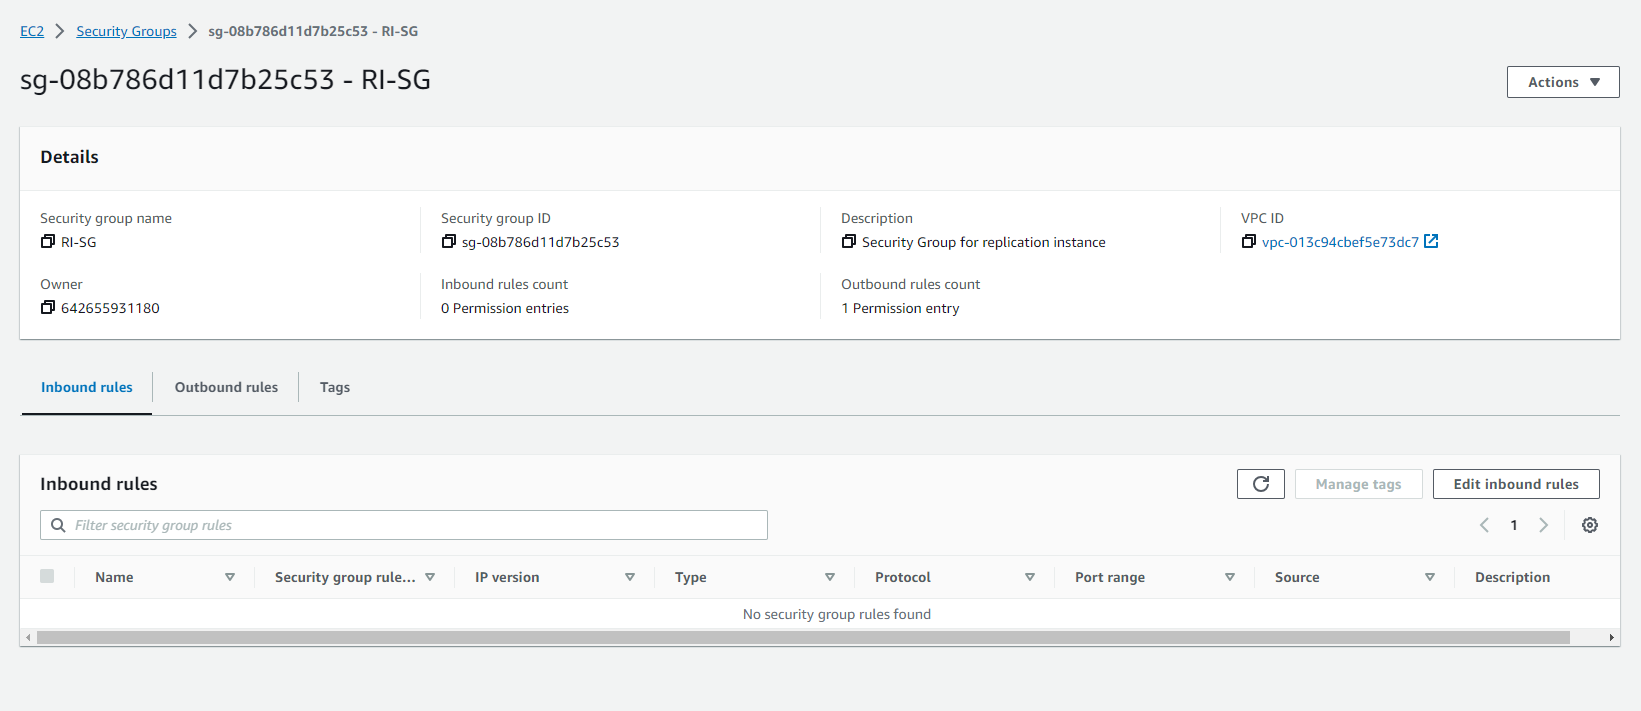 EC2 > Security Groups > sg-08b786d11d7b25c53 - RI-SG
sg-08b786d11d7b25c53 - RI-SG
Actions ▼
Details
Security group name
RI-SG
Security group ID
sg-08b786d11d7b25c53
Description
Security Group for replication instance
VPC ID
vpc-013c94cbef5e73dc7
Owner
642655931180
Inbound rules count
0 Permission entries
Outbound rules count
1 Permission entry
Inbound rules Outbound rules Tags
Inbound rules
Manage tags Edit inbound rules
Filter security group rules
1
Name Security group rule... IP version Type Protocol Port range Source Description
No security group rules found